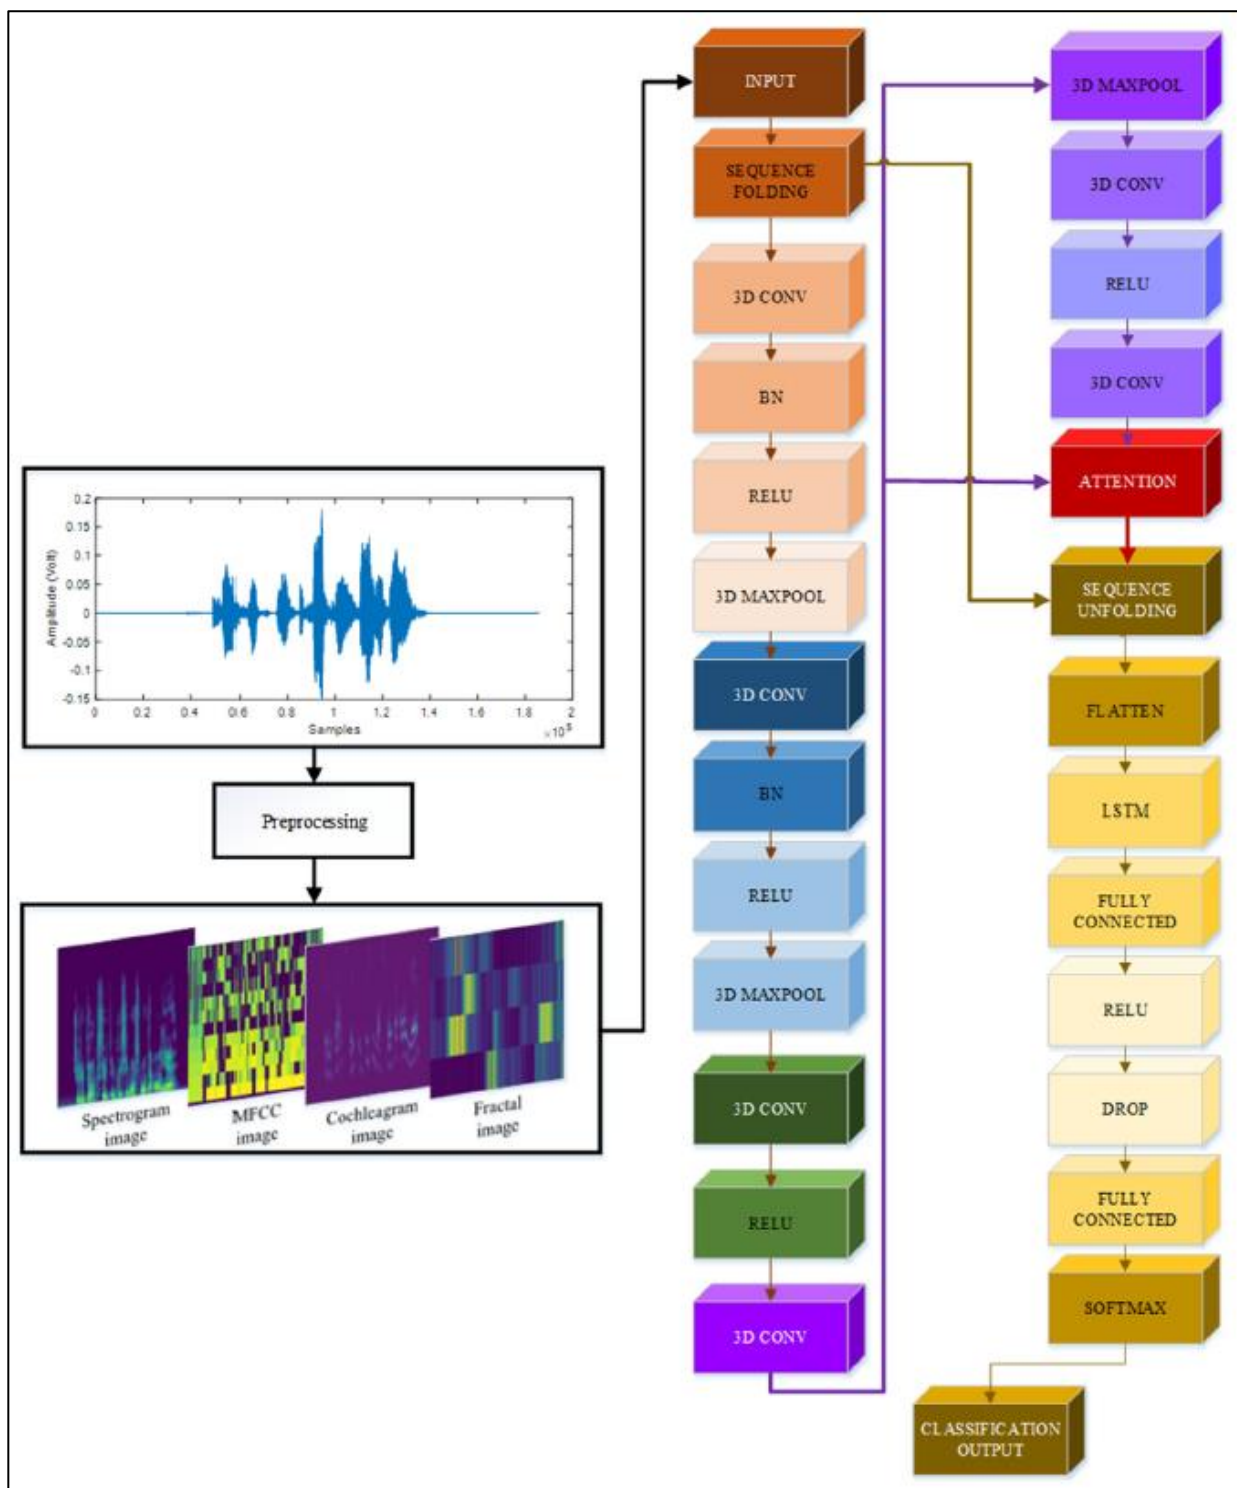 0.2
0.15
0.1
0.05
0
-0.05
-0.1
-0.15
Amplitude (Volt)
0 0.2 0.4 0.6 0.8 1 1.2 1.4 1.6 1.8 2
Samples
×10⁵
Preprocessing
Spectrogram
image
MFCC
image
Cochleagram
image
Fractal
image
INPUT
SEQUENCE
FOLDING
3D CONV
BN
RELU
3D MAXPOOL
3D CONV
BN
RELU
3D MAXPOOL
3D CONV
RELU
3D CONV
3D MAXPOOL
3D CONV
RELU
3D CONV
ATTENTION
SEQUENCE
UNFOLDING
FLATTEN
LSTM
FULLY
CONNECTED
RELU
DROP
FULLY
CONNECTED
SOFTMAX
CLASSIFICATION
OUTPUT